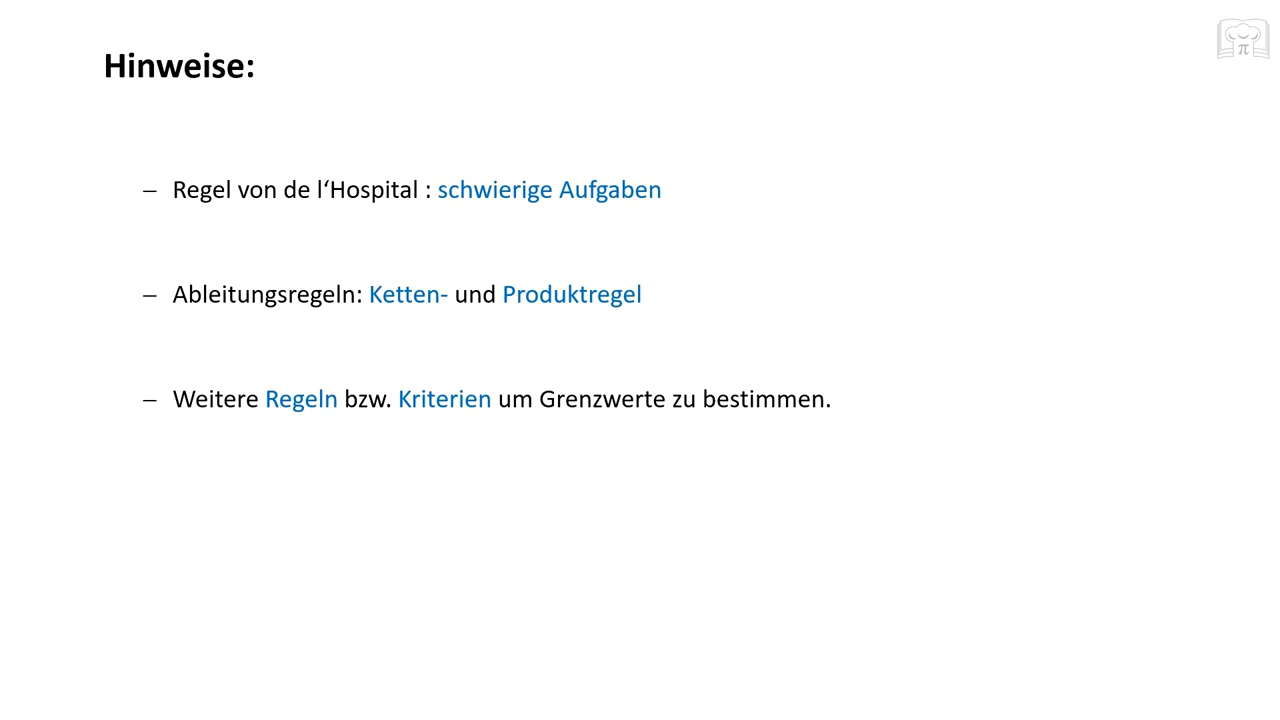 Hinweise:
– Regel von de l‘Hospital : schwierige Aufgaben
– Ableitungsregeln: Ketten- und Produktregel
– Weitere Regeln bzw. Kriterien um Grenzwerte zu bestimmen.
π